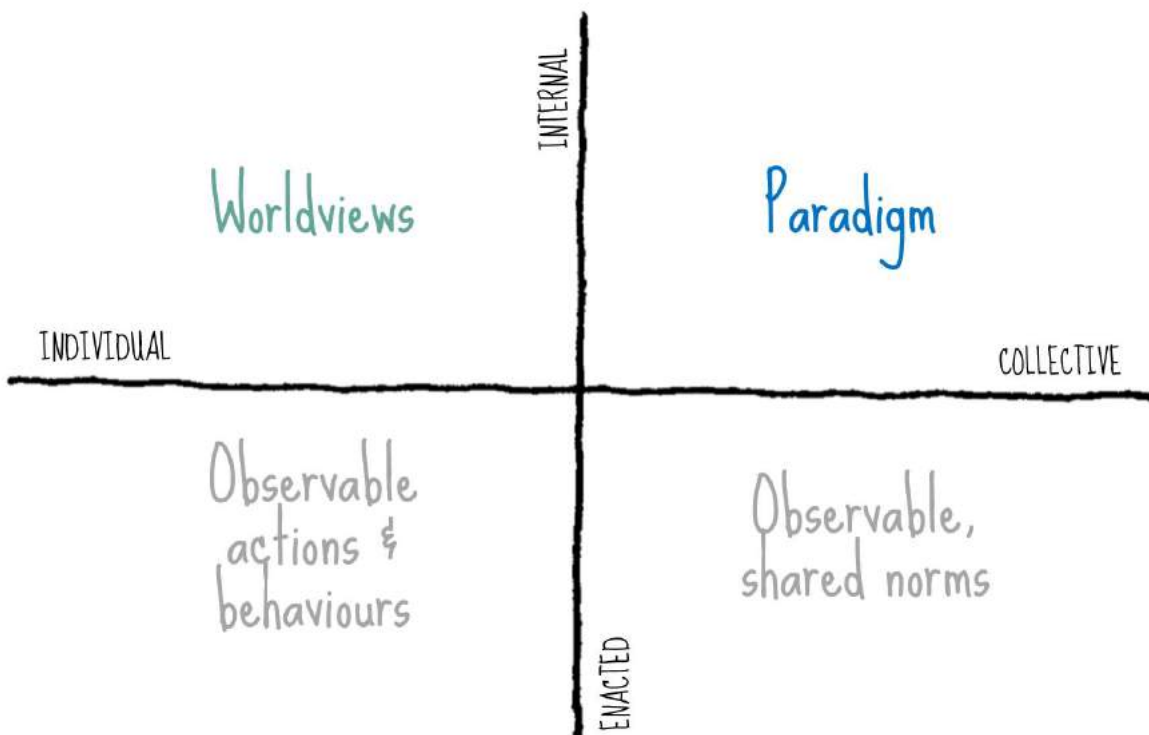 INTERNAL
Worldviews
Paradigm
INDIVIDUAL
COLLECTIVE
Observable
actions &
behaviours
Observable,
shared norms
ENACTED